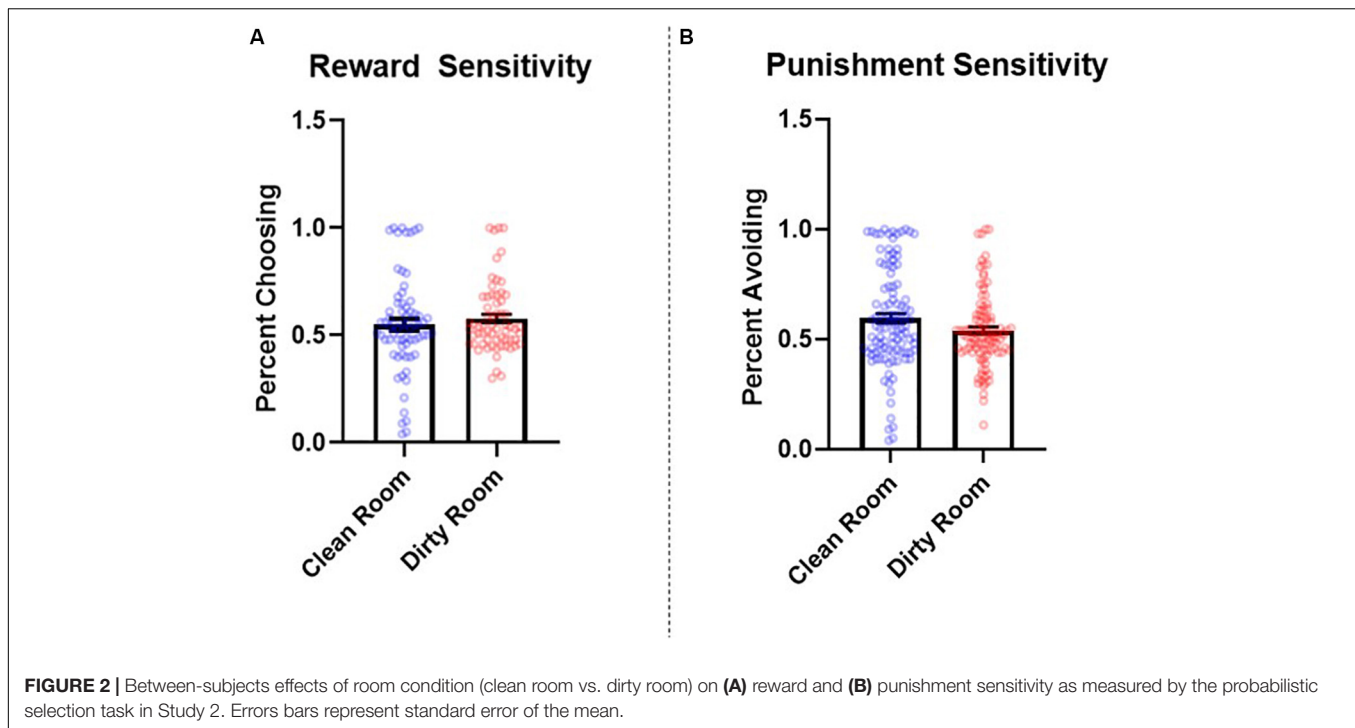 A
Reward Sensitivity
1.5
1.0
0.5
0.0
Percent Choosing
Clean Room
Dirty Room
B
Punishment Sensitivity
1.5
1.0
0.5
0.0
Percent Avoiding
Clean Room
Dirty Room
FIGURE 2 | Between-subjects effects of room condition (clean room vs. dirty room) on (A) reward and (B) punishment sensitivity as measured by the probabilistic
selection task in Study 2. Errors bars represent standard error of the mean.